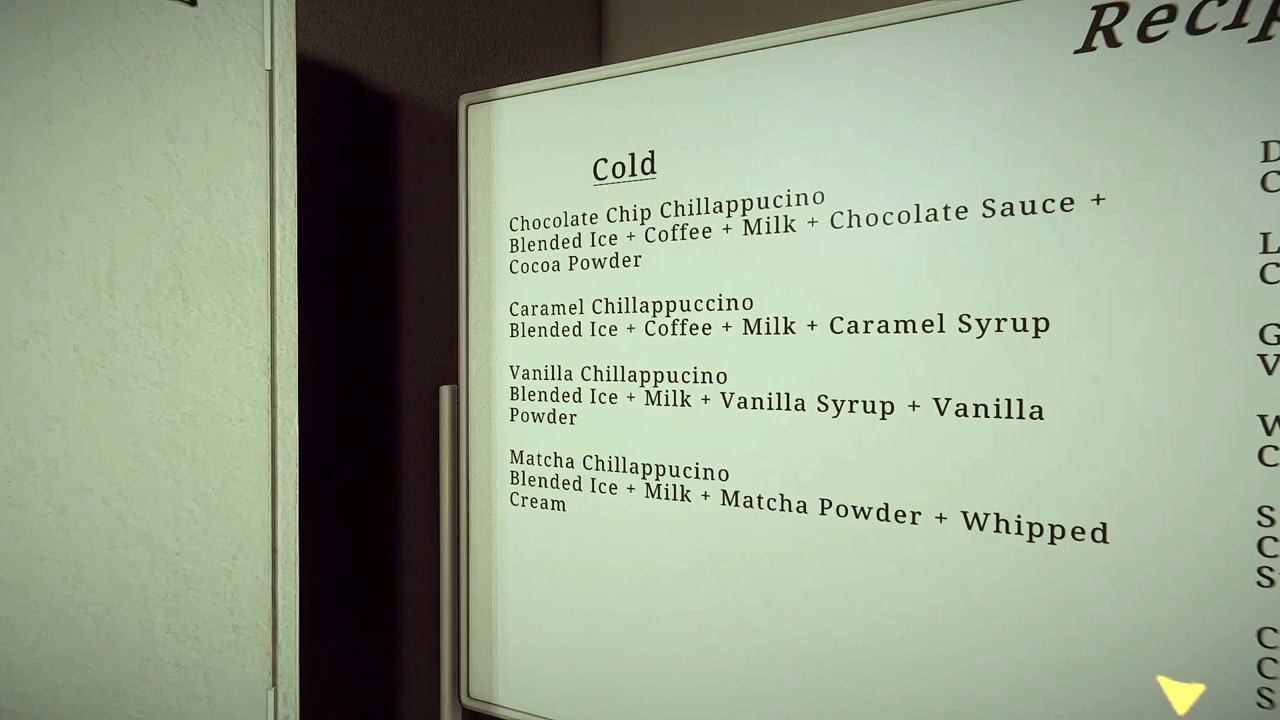 Recip
Cold
Chocolate Chip Chillappucino
Blended Ice + Coffee + Milk + Chocolate Sauce +
Cocoa Powder
Caramel Chillappuccino
Blended Ice + Coffee + Milk + Caramel Syrup
Vanilla Chillappucino
Blended Ice + Milk + Vanilla Syrup + Vanilla
Powder
Matcha Chillappucino
Blended Ice + Milk + Matcha Powder + Whipped
Cream